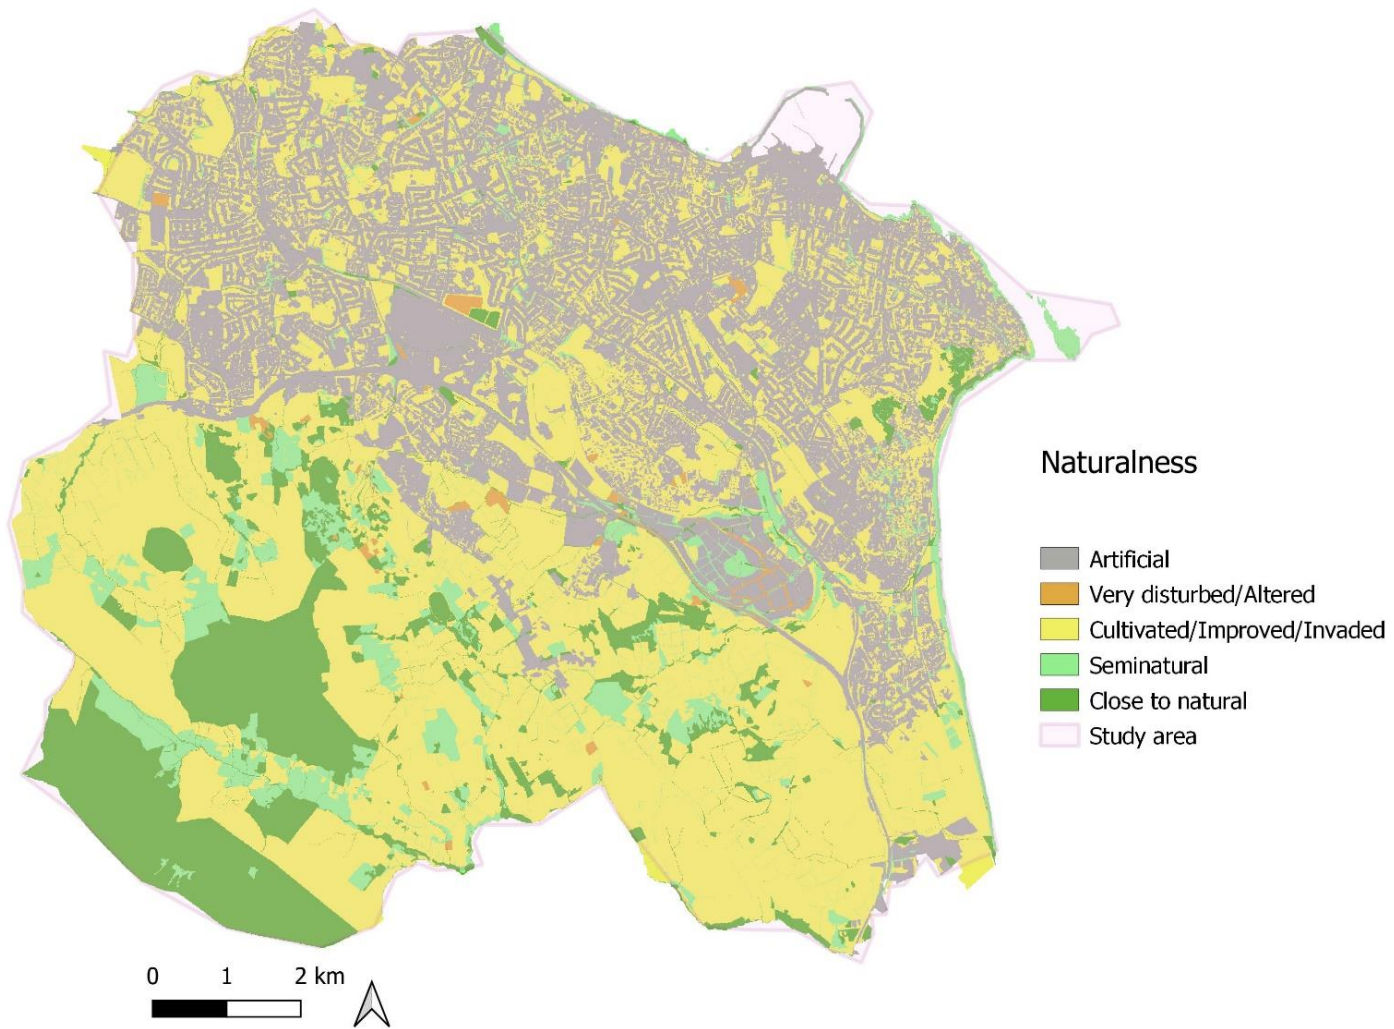 Naturalness
Artificial
Very disturbed/Altered
Cultivated/Improved/Invaded
Seminatural
Close to natural
Study area
0 1 2 km